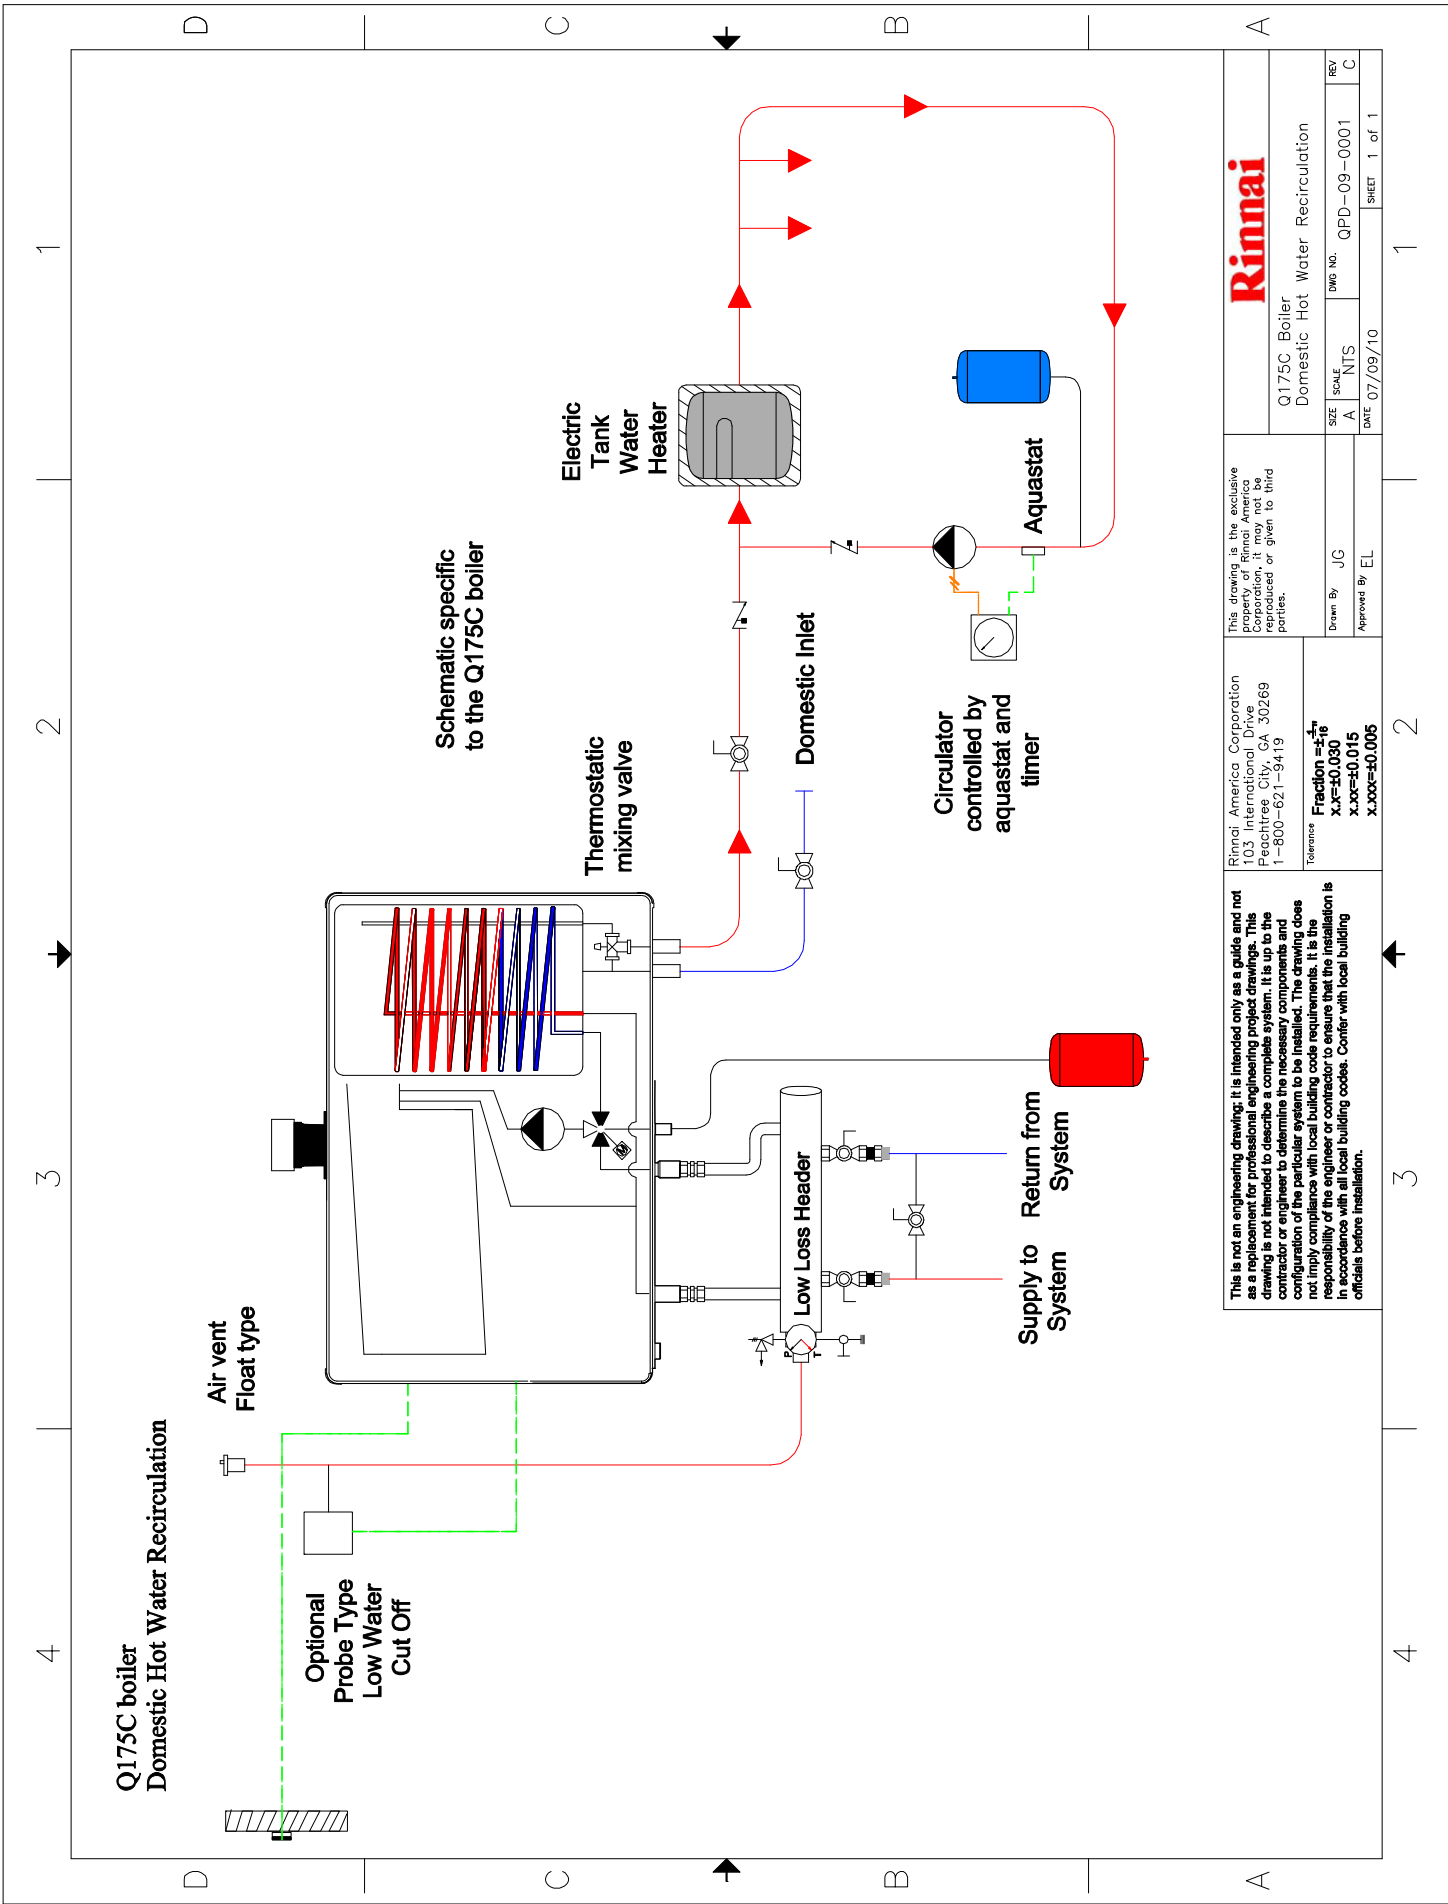 4
3
2
1
D
D
Q175C boiler
Domestic Hot Water Recirculation
Air vent
Float type
Optional
Probe Type
Low Water
Cut Off
Schematic specific
to the Q175C boiler
Electric
Tank
Water
Heater
C
C
Thermostatic
mixing valve
M
P
T
Low Loss Header
Domestic Inlet
B
B
Supply to
System
Return from
System
Circulator
controlled by
aquastat and
timer
Aquastat
This is not an engineering drawing; it is intended only as a guide and not
as a replacement for professional engineering project drawings. This
drawing is not intended to describe a complete system. It is up to the
contractor or engineer to determine the necessary components and
configuration of the particular system to be installed. The drawing does
not imply compliance with local building code requirements. It is the
responsibility of the engineer or contractor to ensure that the installation is
in accordance with all local building codes. Confer with local building
officials before installation.
Rinnai America Corporation
103 International Drive
Peachtree City, GA 30269
1-800-621-9419
Tolerance
Fraction =±1/16"
x.x=±0.030
x.xx=±0.015
x.xxx=±0.005
This drawing is the exclusive
property of Rinnai America
Corporation, it may not be
reproduced or given to third
parties.
Drawn By JG
Approved By EL
Rinnai
Q175C Boiler
Domestic Hot Water Recirculation
SIZE A
SCALE NTS
DWG NO. QPD-09-0001
REV C
DATE 07/09/10
SHEET 1 of 1
A
A
4
3
2
1